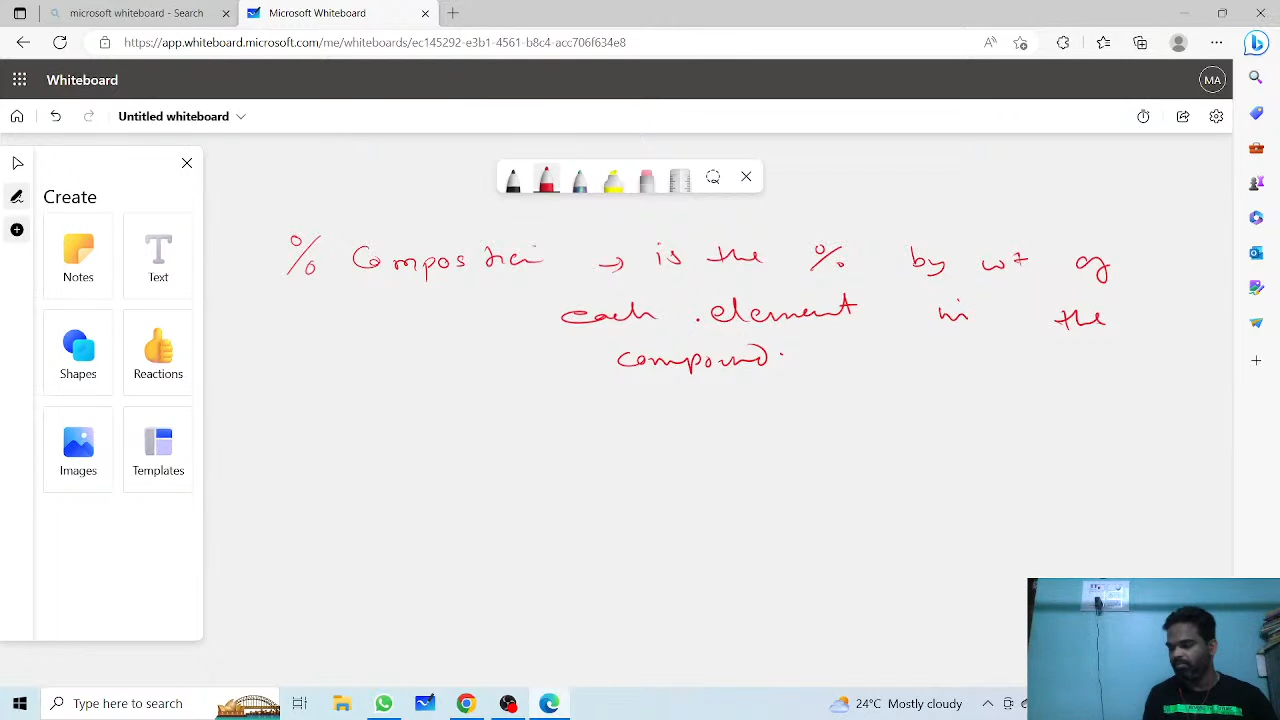 microsoft whiteboard - Search
Microsoft Whiteboard
https://app.whiteboard.microsoft.com/me/whiteboards/ec145292-e3b1-4561-b8c4-acc706f634e8
Whiteboard
MA
Untitled whiteboard
Create
Notes
Text
Shapes
Reactions
Images
Templates
% Composition → is the % by wt of
each element in the
compound.
Type here to search
24°C Mostly cloudy